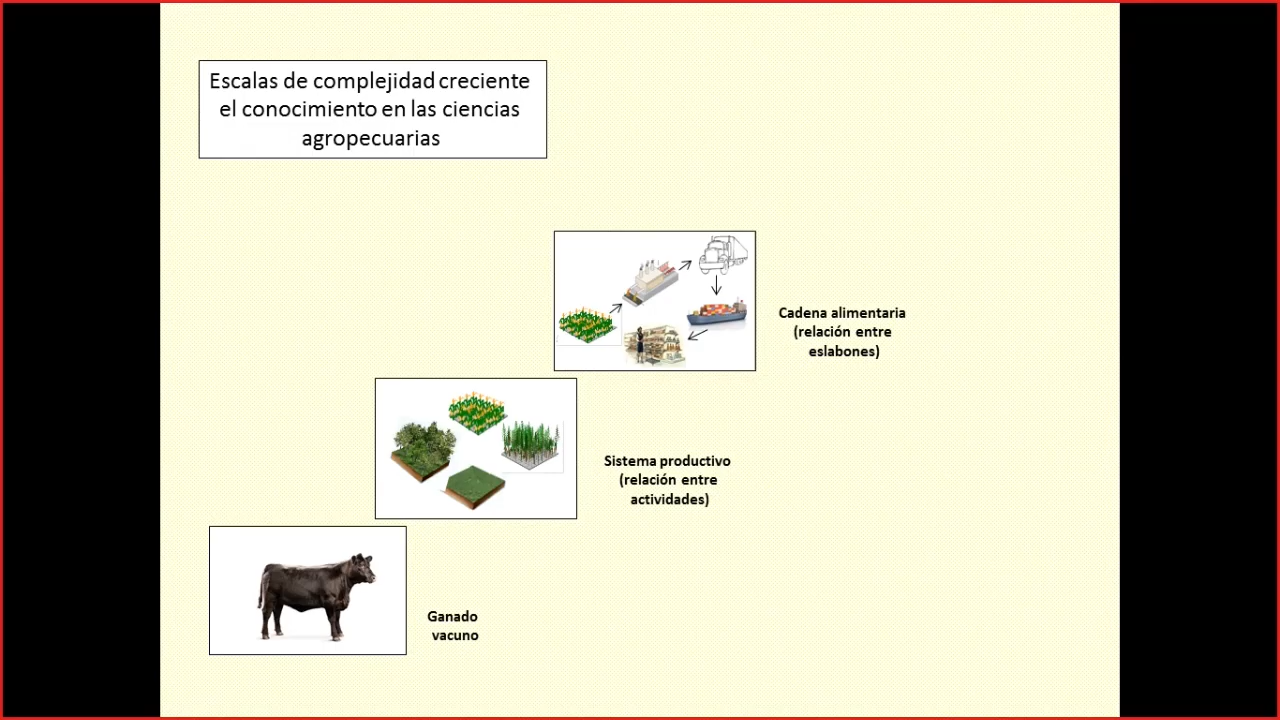 Escalas de complejidad creciente
el conocimiento en las ciencias
agropecuarias
Cadena alimentaria
(relación entre
eslabones)
Sistema productivo
(relación entre
actividades)
Ganado
vacuno